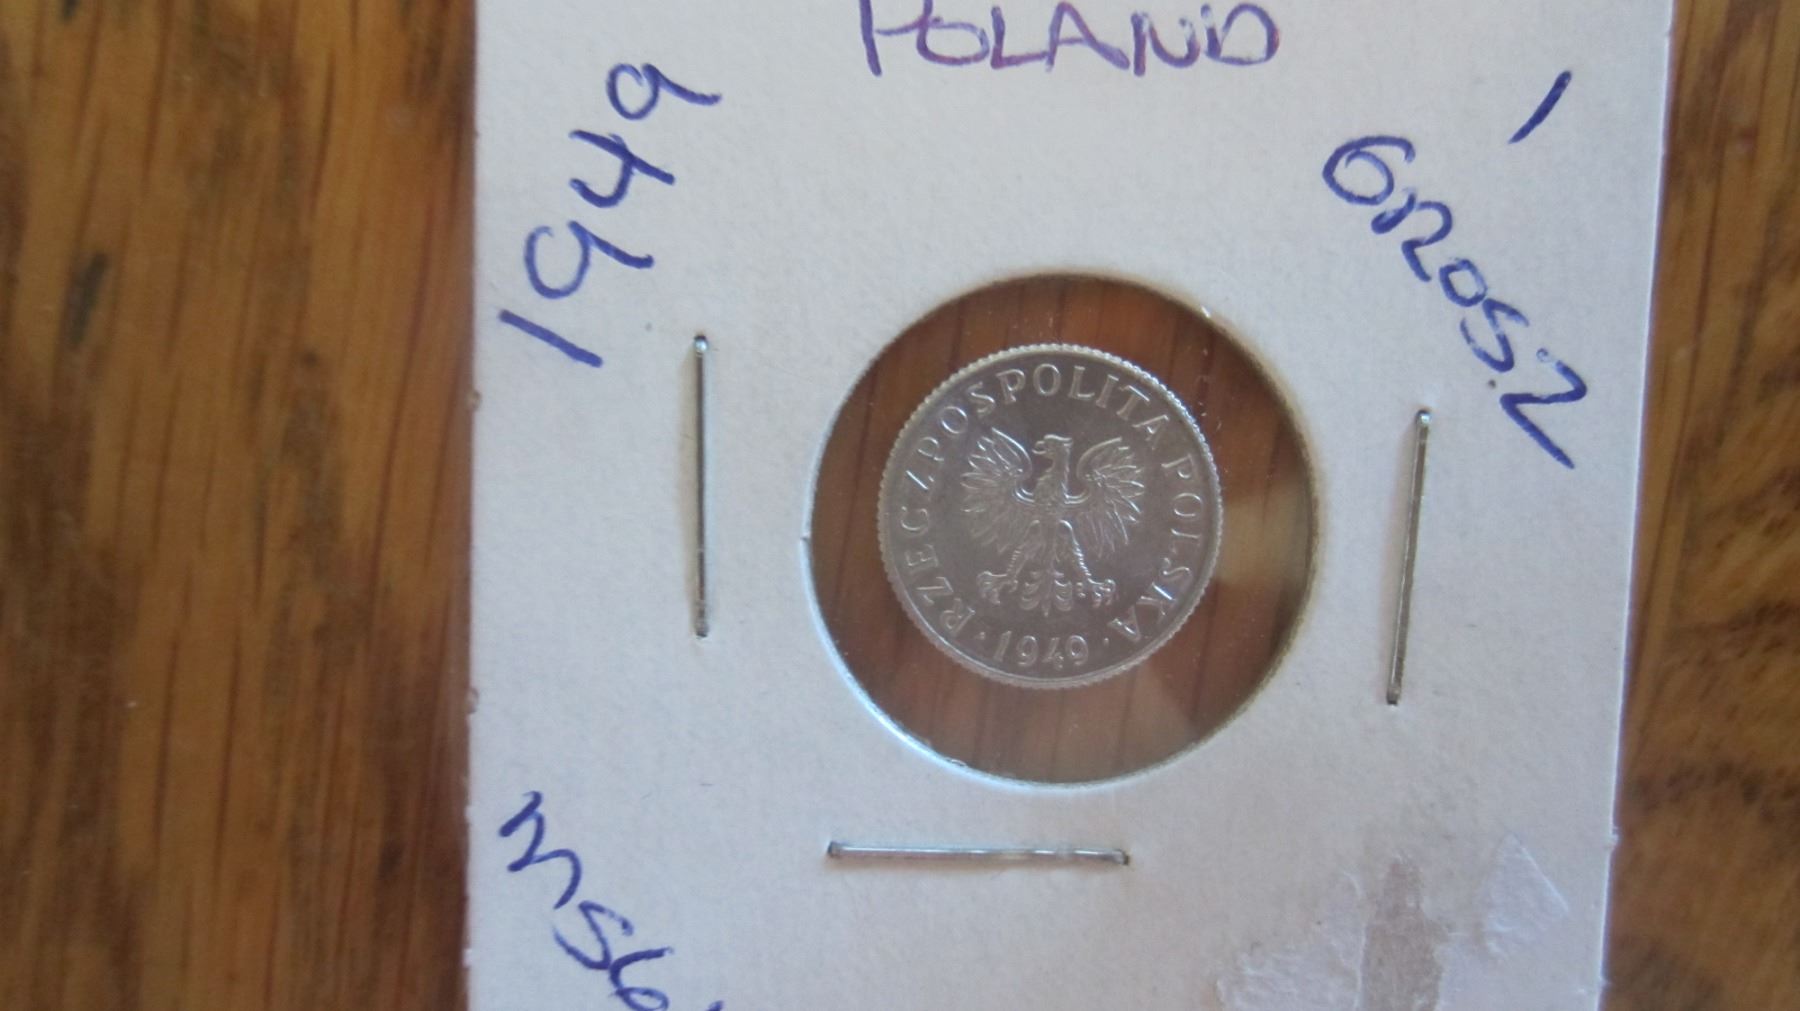 POLAND
1949
1
GROSZ
RZECZPOSPOLITA POLSKA
· 1949 ·